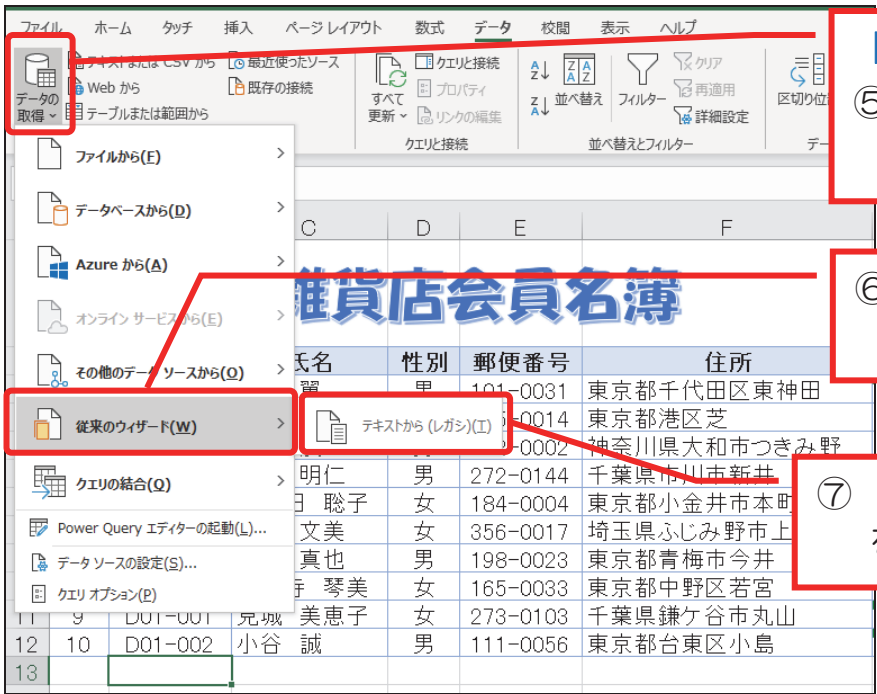 ファイル ホーム タッチ 挿入 ページ レイアウト 数式 データ 校閲 表示 ヘルプ
データの取得
テキストまたは CSV から
Web から
テーブルまたは範囲から
最近使ったソース
既存の接続
すべて更新
クエリと接続
プロパティ
リンクの編集
クエリと接続
並べ替え
フィルター
クリア
再適用
詳細設定
並べ替えとフィルター
区切り位
デー
⑤
⑥
⑦
ファイルから(F)
データベースから(D)
Azure から(A)
オンライン サービスから(E)
その他のデータ ソースから(O)
従来のウィザード(W)
テキストから (レガシ)(I)
クエリの結合(Q)
Power Query エディターの起動(L)...
データ ソースの設定(S)...
クエリ オプション(P)
C D E F
雑貨店会員名簿
氏名 性別 郵便番号 住所
翼 男 101-0031 東京都千代田区東神田
-0014 東京都港区芝
-0002 神奈川県大和市つきみ野
明仁 男 272-0144 千葉県市川市新井
聡子 女 184-0004 東京都小金井市本町
文美 女 356-0017 埼玉県ふじみ野市上
真也 男 198-0023 東京都青梅市今井
琴美 女 165-0033 東京都中野区若宮
11 9 D01-001 見城 美恵子 女 273-0103 千葉県鎌ケ谷市丸山
12 10 D01-002 小谷 誠 男 111-0056 東京都台東区小島
13